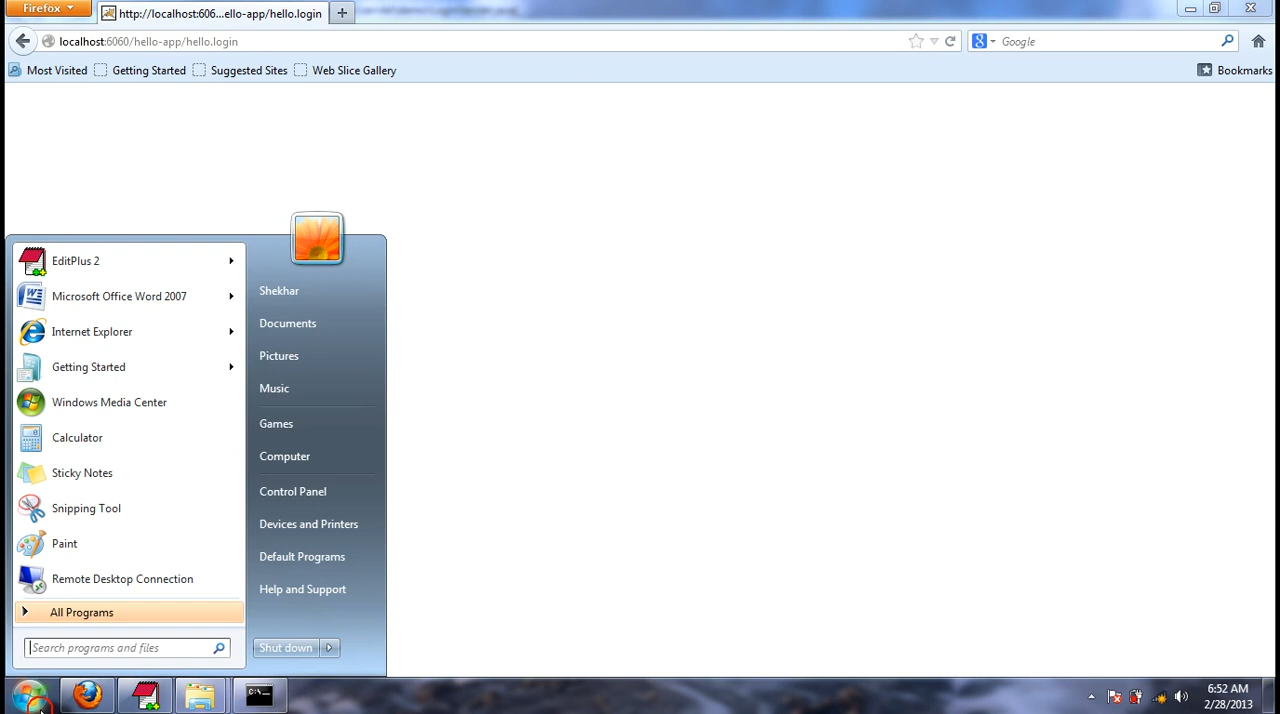 Firefox
http://localhost:606...ello-app/hello.login
localhost:6060/hello-app/hello.login
Google
Most Visited
Getting Started
Suggested Sites
Web Slice Gallery
Bookmarks
EditPlus 2
Microsoft Office Word 2007
Internet Explorer
Getting Started
Windows Media Center
Calculator
Sticky Notes
Snipping Tool
Paint
Remote Desktop Connection
All Programs
Search programs and files
Shekhar
Documents
Pictures
Music
Games
Computer
Control Panel
Devices and Printers
Default Programs
Help and Support
Shut down
6:52 AM
2/28/2013